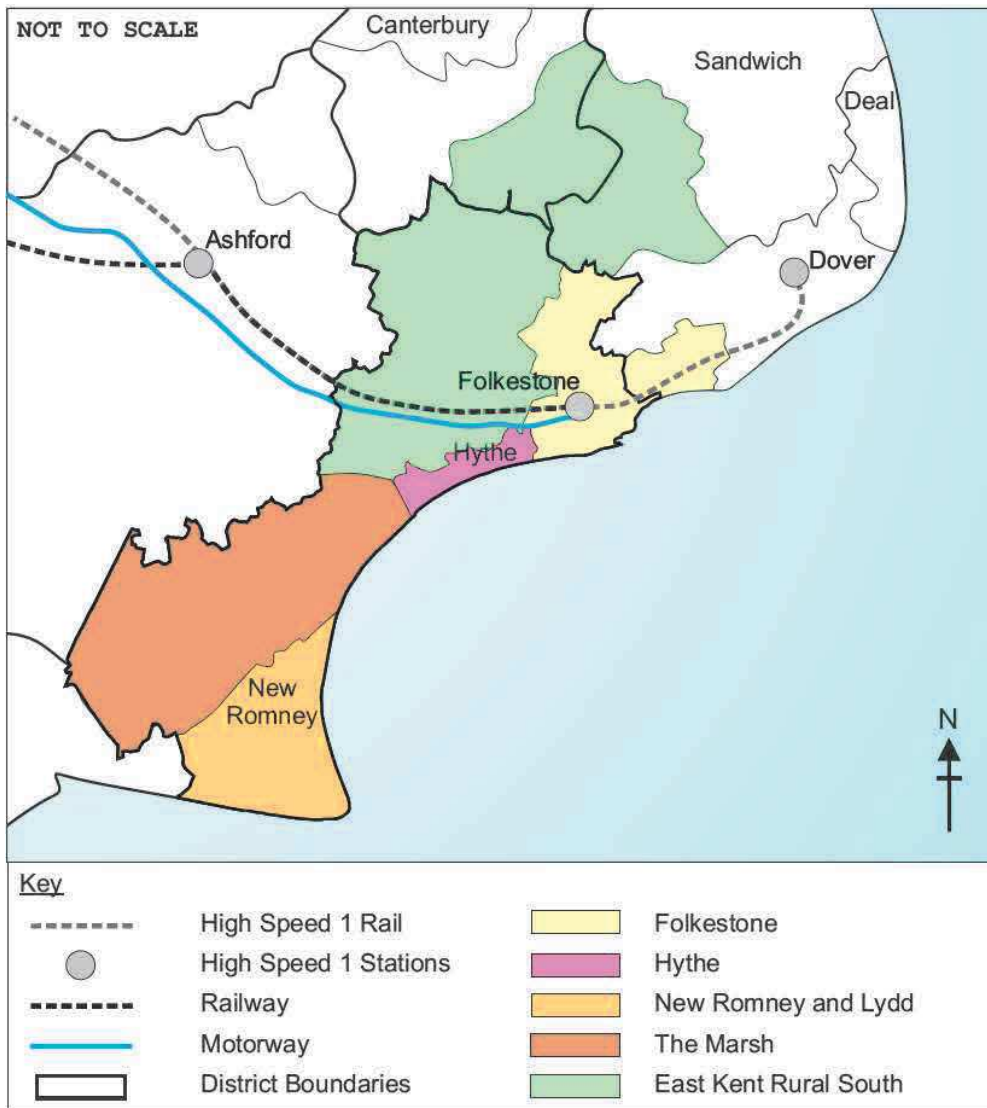 NOT TO SCALE
Canterbury
Sandwich
Deal
Ashford
Dover
Folkestone
Hythe
New
Romney
N
Key
High Speed 1 Rail
High Speed 1 Stations
Railway
Motorway
District Boundaries
Folkestone
Hythe
New Romney and Lydd
The Marsh
East Kent Rural South